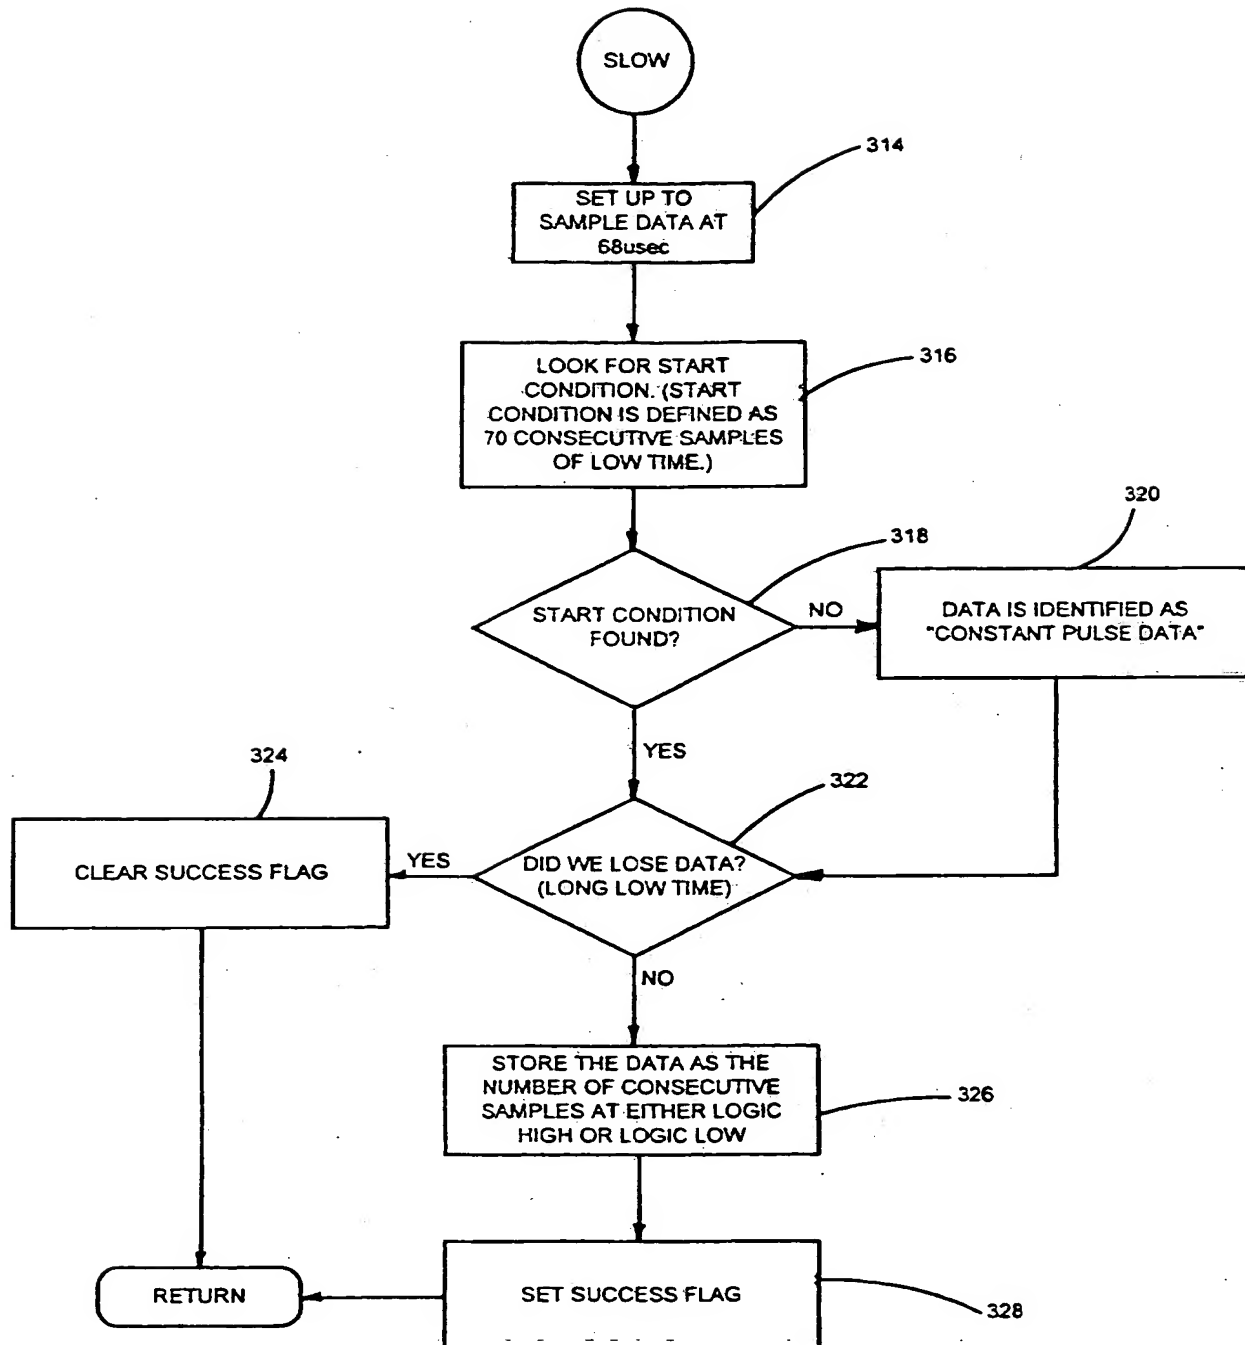 SLOW
314
SET UP TO
SAMPLE DATA AT
68usec
316
LOOK FOR START
CONDITION. (START
CONDITION IS DEFINED AS
70 CONSECUTIVE SAMPLES
OF LOW TIME.)
318
START CONDITION
FOUND?
NO
320
DATA IS IDENTIFIED AS
"CONSTANT PULSE DATA"
YES
322
DID WE LOSE DATA?
(LONG LOW TIME)
YES
324
CLEAR SUCCESS FLAG
NO
STORE THE DATA AS THE
NUMBER OF CONSECUTIVE
SAMPLES AT EITHER LOGIC
HIGH OR LOGIC LOW
326
SET SUCCESS FLAG
328
RETURN